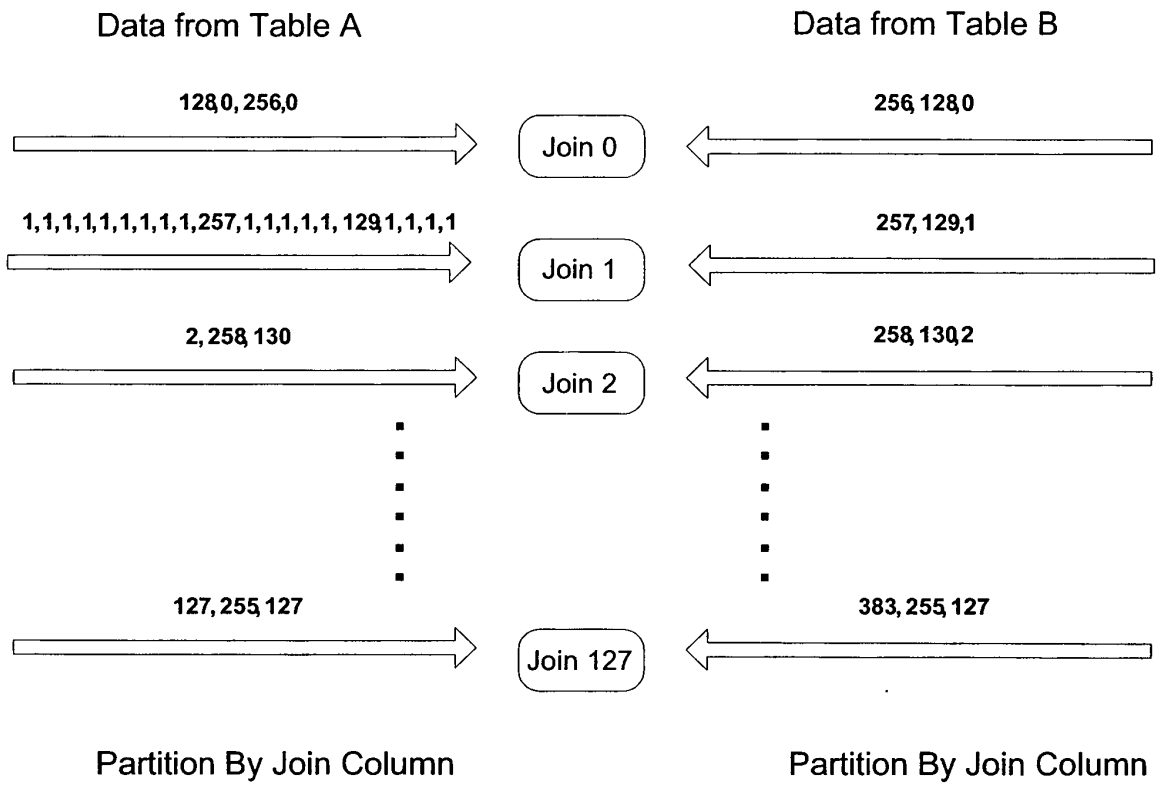 Data from Table A
Data from Table B
128,0, 256,0
256, 128,0
Join 0
1,1,1,1,1,1,1,1,1,1,257,1,1,1,1,1, 129,1,1,1,1
257, 129,1
Join 1
2, 258, 130
258, 130,2
Join 2
127, 255, 127
383, 255, 127
Join 127
Partition By Join Column
Partition By Join Column